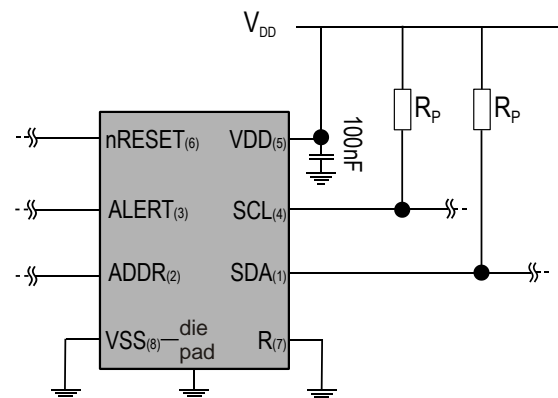 VDD
nRESET(6) VDD(5)
100nF
RP RP
ALERT(3) SCL(4)
ADDR(2) SDA(1)
VSS(8) die pad R(7)